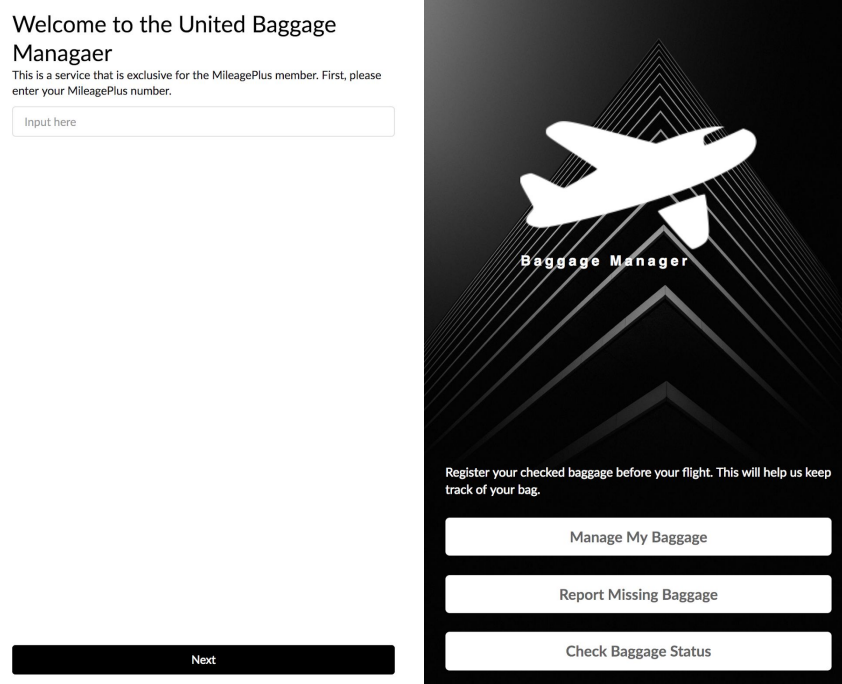 Welcome to the United Baggage
Managaer
This is a service that is exclusive for the MileagePlus member. First, please
enter your MileagePlus number.
Input here
Next
Baggage Manager
Register your checked baggage before your flight. This will help us keep
track of your bag.
Manage My Baggage
Report Missing Baggage
Check Baggage Status